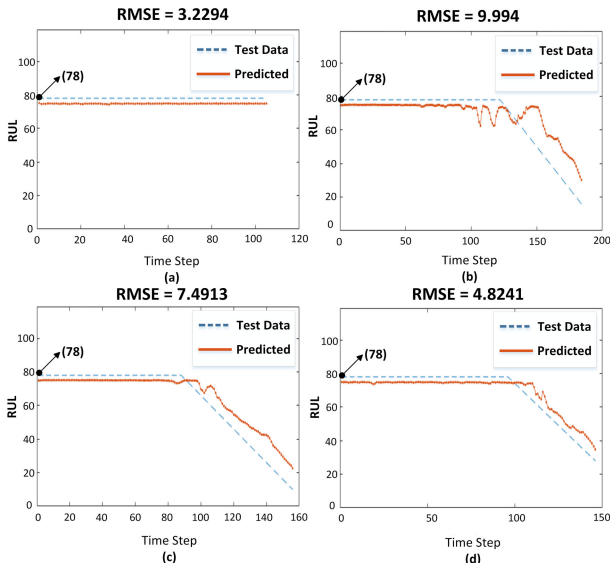 RMSE = 3.2294
Test Data
Predicted
(78)
RUL
100
80
60
40
20
0
0 20 40 60 80 100 120
Time Step
(a)
RMSE = 9.994
Test Data
Predicted
(78)
100
80
60
40
20
0
0 50 100 150 200
Time Step
(b)
RMSE = 7.4913
Test Data
Predicted
(78)
RUL
100
80
60
40
20
0
0 20 40 60 80 100 120 140 160
Time Step
(c)
RMSE = 4.8241
Test Data
Predicted
(78)
100
80
60
40
20
0
0 50 100 150
Time Step
(d)